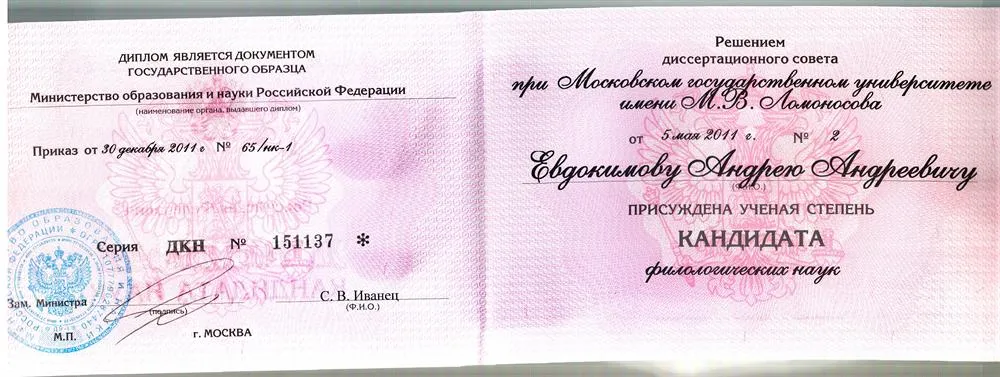 ДИПЛОМ ЯВЛЯЕТСЯ ДОКУМЕНТОМ
ГОСУДАРСТВЕННОГО ОБРАЗЦА
Министерство образования и науки Российской Федерации
(наименование органа, выдавшего диплом)
Приказ от 30 декабря 2011 г № 65/нк-1
Серия ДКН № 151137 *
Зам. Министра
(подпись)
С. В. Иванец
(Ф.И.О.)
М.П.
г. МОСКВА
Решением
диссертационного совета
при Московском государственном университете
имени М.В. Ломоносова
от 5 мая 2011 г. № 2
Евдокимову Андрею Андреевичу
(Ф.И.О.)
ПРИСУЖДЕНА УЧЕНАЯ СТЕПЕНЬ
КАНДИДАТА
филологических наук